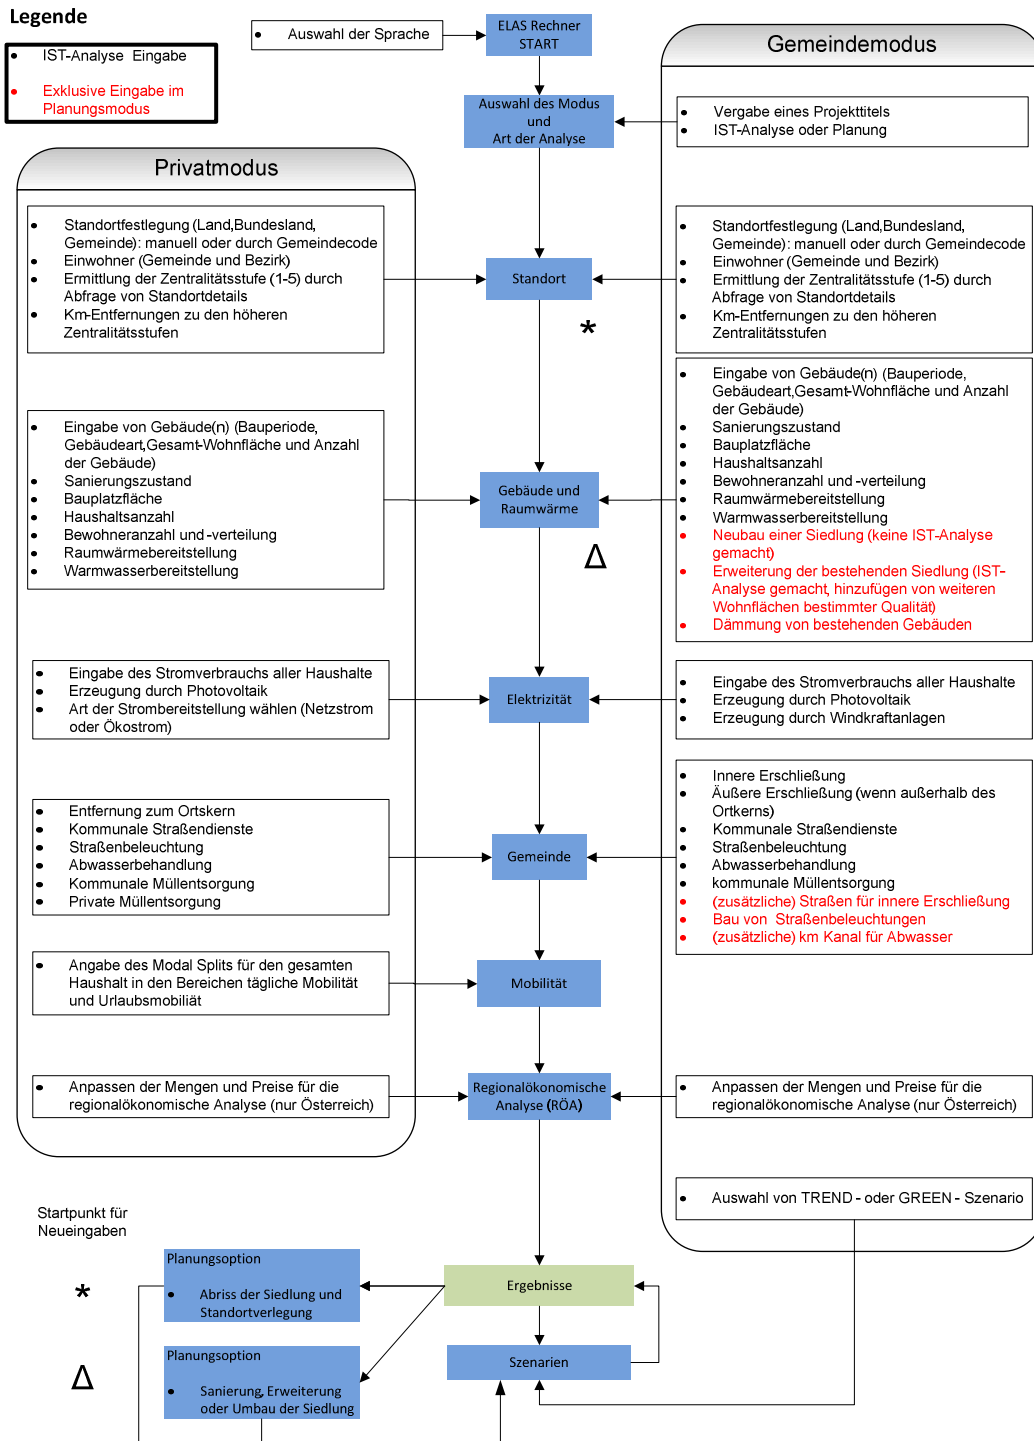 Legende
IST-Analyse Eingabe
Exklusive Eingabe im
Planungsmodus
Auswahl der Sprache
ELAS Rechner
START
Auswahl des Modus
und
Art der Analyse
Gemeindemodus
Vergabe eines Projekttitels
IST-Analyse oder Planung
Privatmodus
Standortfestlegung (Land,Bundesland,
Gemeinde): manuell oder durch Gemeindecode
Einwohner (Gemeinde und Bezirk)
Ermittlung der Zentralitätsstufe (1-5) durch
Abfrage von Standortdetails
Km-Entfernungen zu den höheren
Zentralitätsstufen
Standort
*
Standortfestlegung (Land,Bundesland,
Gemeinde): manuell oder durch Gemeindecode
Einwohner (Gemeinde und Bezirk)
Ermittlung der Zentralitätsstufe (1-5) durch
Abfrage von Standortdetails
Km-Entfernungen zu den höheren
Zentralitätsstufen
Eingabe von Gebäude(n) (Bauperiode,
Gebäudeart,Gesamt-Wohnfläche und Anzahl
der Gebäude)
Sanierungszustand
Bauplatzfläche
Haushaltsanzahl
Bewohneranzahl und -verteilung
Raumwärmebereitstellung
Warmwasserbereitstellung
Gebäude und
Raumwärme
Δ
Eingabe von Gebäude(n) (Bauperiode,
Gebäudeart,Gesamt-Wohnfläche und Anzahl
der Gebäude)
Sanierungszustand
Bauplatzfläche
Haushaltsanzahl
Bewohneranzahl und -verteilung
Raumwärmebereitstellung
Warmwasserbereitstellung
Neubau einer Siedlung (keine IST-Analyse
gemacht)
Erweiterung der bestehenden Siedlung (IST-
Analyse gemacht, hinzufügen von weiteren
Wohnflächen bestimmter Qualität)
Dämmung von bestehenden Gebäuden
Eingabe des Stromverbrauchs aller Haushalte
Erzeugung durch Photovoltaik
Art der Strombereitstellung wählen (Netzstrom
oder Ökostrom)
Elektrizität
Eingabe des Stromverbrauchs aller Haushalte
Erzeugung durch Photovoltaik
Erzeugung durch Windkraftanlagen
Entfernung zum Ortskern
Kommunale Straßendienste
Straßenbeleuchtung
Abwasserbehandlung
Kommunale Müllentsorgung
Private Müllentsorgung
Gemeinde
Innere Erschließung
Äußere Erschließung (wenn außerhalb des
Ortkerns)
Kommunale Straßendienste
Straßenbeleuchtung
Abwasserbehandlung
kommunale Müllentsorgung
(zusätzliche) Straßen für innere Erschließung
Bau von Straßenbeleuchtungen
(zusätzliche) km Kanal für Abwasser
Angabe des Modal Splits für den gesamten
Haushalt in den Bereichen tägliche Mobilität
und Urlaubsmobiliät
Mobilität
Anpassen der Mengen und Preise für die
regionalökonomische Analyse (nur Österreich)
Regionalökonomische
Analyse (RÖA)
Anpassen der Mengen und Preise für die
regionalökonomische Analyse (nur Österreich)
Auswahl von TREND - oder GREEN - Szenario
Startpunkt für
Neueingaben
*
Planungsoption
Abriss der Siedlung und
Standortverlegung
Ergebnisse
Δ
Planungsoption
Sanierung, Erweiterung
oder Umbau der Siedlung
Szenarien